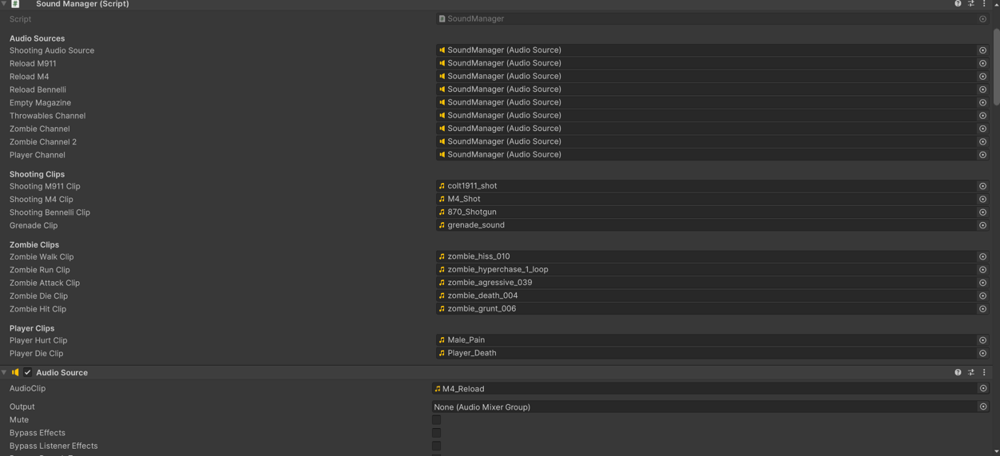 # Sound Manager (Script)
Script SoundManager
Audio Sources
Shooting Audio Source SoundManager (Audio Source)
Reload M911 SoundManager (Audio Source)
Reload M4 SoundManager (Audio Source)
Reload Bennelli SoundManager (Audio Source)
Empty Magazine SoundManager (Audio Source)
Throwables Channel SoundManager (Audio Source)
Zombie Channel SoundManager (Audio Source)
Zombie Channel 2 SoundManager (Audio Source)
Player Channel SoundManager (Audio Source)
Shooting Clips
Shooting M911 Clip colt1911_shot
Shooting M4 Clip M4_Shot
Shooting Bennelli Clip 870_Shotgun
Grenade Clip grenade_sound
Zombie Clips
Zombie Walk Clip zombie_hiss_010
Zombie Run Clip zombie_hyperchase_1_loop
Zombie Attack Clip zombie_agressive_039
Zombie Die Clip zombie_death_004
Zombie Hit Clip zombie_grunt_006
Player Clips
Player Hurt Clip Male_Pain
Player Die Clip Player_Death
Audio Source
AudioClip M4_Reload
Output None (Audio Mixer Group)
Mute
Bypass Effects
Bypass Listener Effects